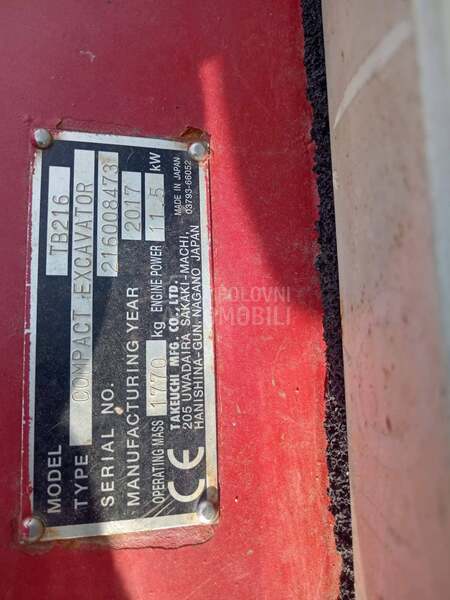 MODEL TB216
TYPE COMPACT EXCAVATOR
SERIAL NO. 216008473
MANUFACTURING YEAR 2017
OPERATING MASS 1770 kg ENGINE POWER 11.5 kW
CE
TAKEUCHI MFG. CO., LTD.
205 UWADAIRA, SAKAKI-MACHI,
HANISHINA-GUN, NAGANO JAPAN
MADE IN JAPAN
03793-66052
POLOVNI
AUTOMOBILI